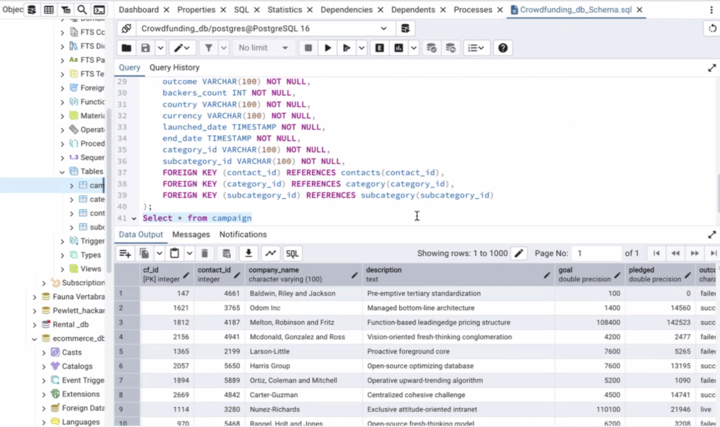 Objec
Dashboard Properties SQL Statistics Dependencies Dependents Processes Crowdfunding_db_Schema.sql
Crowdfunding_db/postgres@PostgreSQL 16
No limit
Query Query History
29 outcome VARCHAR(100) NOT NULL,
30 backers_count INT NOT NULL,
31 country VARCHAR(100) NOT NULL,
32 currency VARCHAR(100) NOT NULL,
33 launched_date TIMESTAMP NOT NULL,
34 end_date TIMESTAMP NOT NULL,
35 category_id VARCHAR(100) NOT NULL,
36 subcategory_id VARCHAR(100) NOT NULL,
37 FOREIGN KEY (contact_id) REFERENCES contacts(contact_id),
38 FOREIGN KEY (category_id) REFERENCES category(category_id),
39 FOREIGN KEY (subcategory_id) REFERENCES subcategory(subcategory_id)
40 );
41 Select * from campaign
FTS Co
FTS Di
FTS Pa
FTS Te
Foreigr
Functic
Materia
Operat
Proced
1..3 Sequer
Tables
cam
cate
cont
subc
Trigger
Types
Views
Subscription
Fauna Vertabra
Pewlett_hackar
Rental _db
ecommerce_db
Casts
Catalogs
Event Trigge
Extensions
Foreign Data
Languages
Data Output Messages Notifications
SQL Showing rows: 1 to 1000 Page No: 1 of 1
cf_id contact_id company_name description goal pledged outco
[PK] integer integer character varying (100) text double precision double precision chara
1 147 4661 Baldwin, Riley and Jackson Pre-emptive tertiary standardization 100 0 failed
2 1621 3765 Odom Inc Managed bottom-line architecture 1400 14560 succ
3 1812 4187 Melton, Robinson and Fritz Function-based leadingedge pricing structure 108400 142523 succ
4 2156 4941 Mcdonald, Gonzalez and Ross Vision-oriented fresh-thinking conglomeration 4200 2477 failed
5 1365 2199 Larson-Little Proactive foreground core 7600 5265 failed
6 2057 5650 Harris Group Open-source optimizing database 7600 13195 succ
7 1894 5889 Ortiz, Coleman and Mitchell Operative upward-trending algorithm 5200 1090 failed
8 2669 4842 Carter-Guzman Centralized cohesive challenge 4500 14741 succ
9 1114 3280 Nunez-Richards Exclusive attitude-oriented intranet 110100 21946 live
10 970 5468 Rangel, Holt and Jones Open-source fresh-thinking model 6200 3208 failed